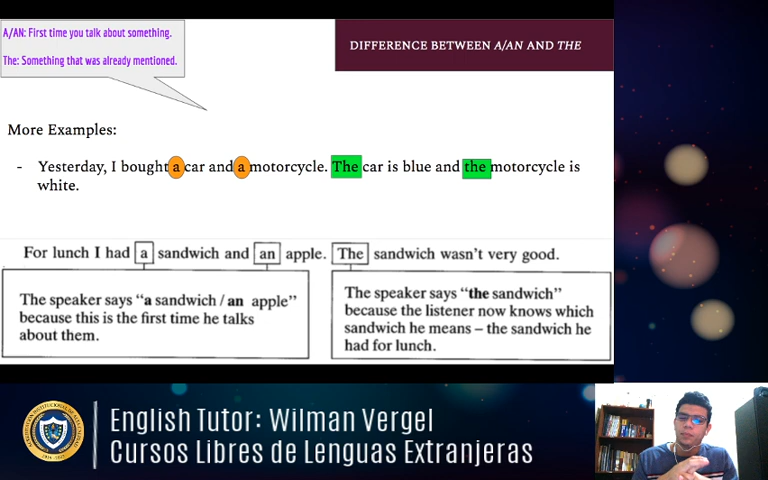 A/AN: First time you talk about something.
The: Something that was already mentioned.
DIFFERENCE BETWEEN A/AN AND THE
More Examples:
- Yesterday, I bought a car and a motorcycle. The car is blue and the motorcycle is
white.
For lunch I had a sandwich and an apple. The sandwich wasn't very good.
The speaker says "a sandwich / an apple"
because this is the first time he talks
about them.
The speaker says "the sandwich"
because the listener now knows which
sandwich he means – the sandwich he
had for lunch.
English Tutor: Wilman Vergel
Cursos Libres de Lenguas Extranjeras